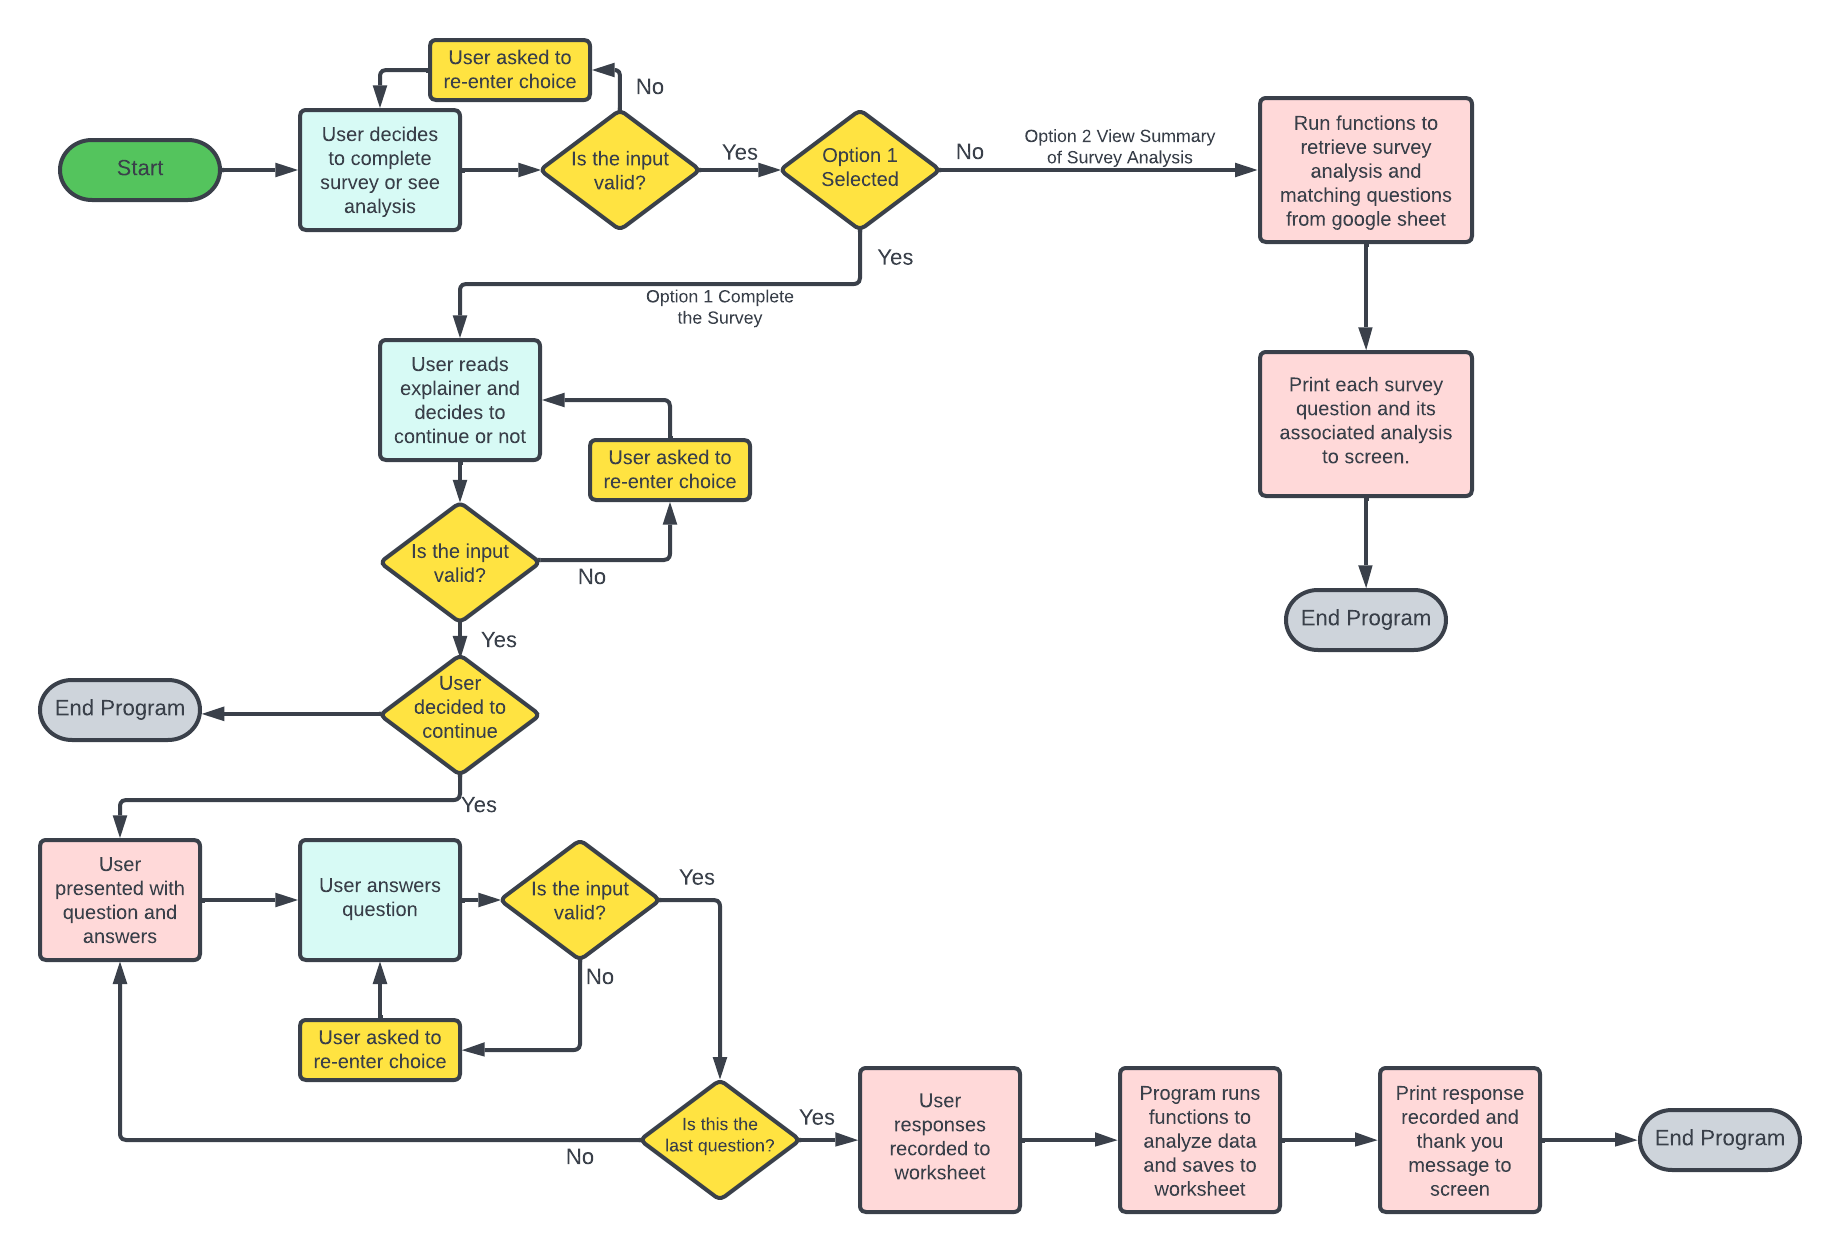 User asked to
re-enter choice
No
Start
User decides
to complete
survey or see
analysis
Is the input
valid?
Yes
Option 1
Selected
No
Option 2 View Summary
of Survey Analysis
Run functions to
retrieve survey
analysis and
matching questions
from google sheet
Yes
Option 1 Complete
the Survey
User reads
explainer and
decides to
continue or not
User asked to
re-enter choice
Print each survey
question and its
associated analysis
to screen.
Is the input
valid?
No
End Program
Yes
User
decided to
continue
End Program
Yes
User
presented with
question and
answers
User answers
question
Is the input
valid?
Yes
No
User asked to
re-enter choice
Is this the
last question?
No
Yes
User
responses
recorded to
worksheet
Program runs
functions to
analyze data
and saves to
worksheet
Print response
recorded and
thank you
message to
screen
End Program